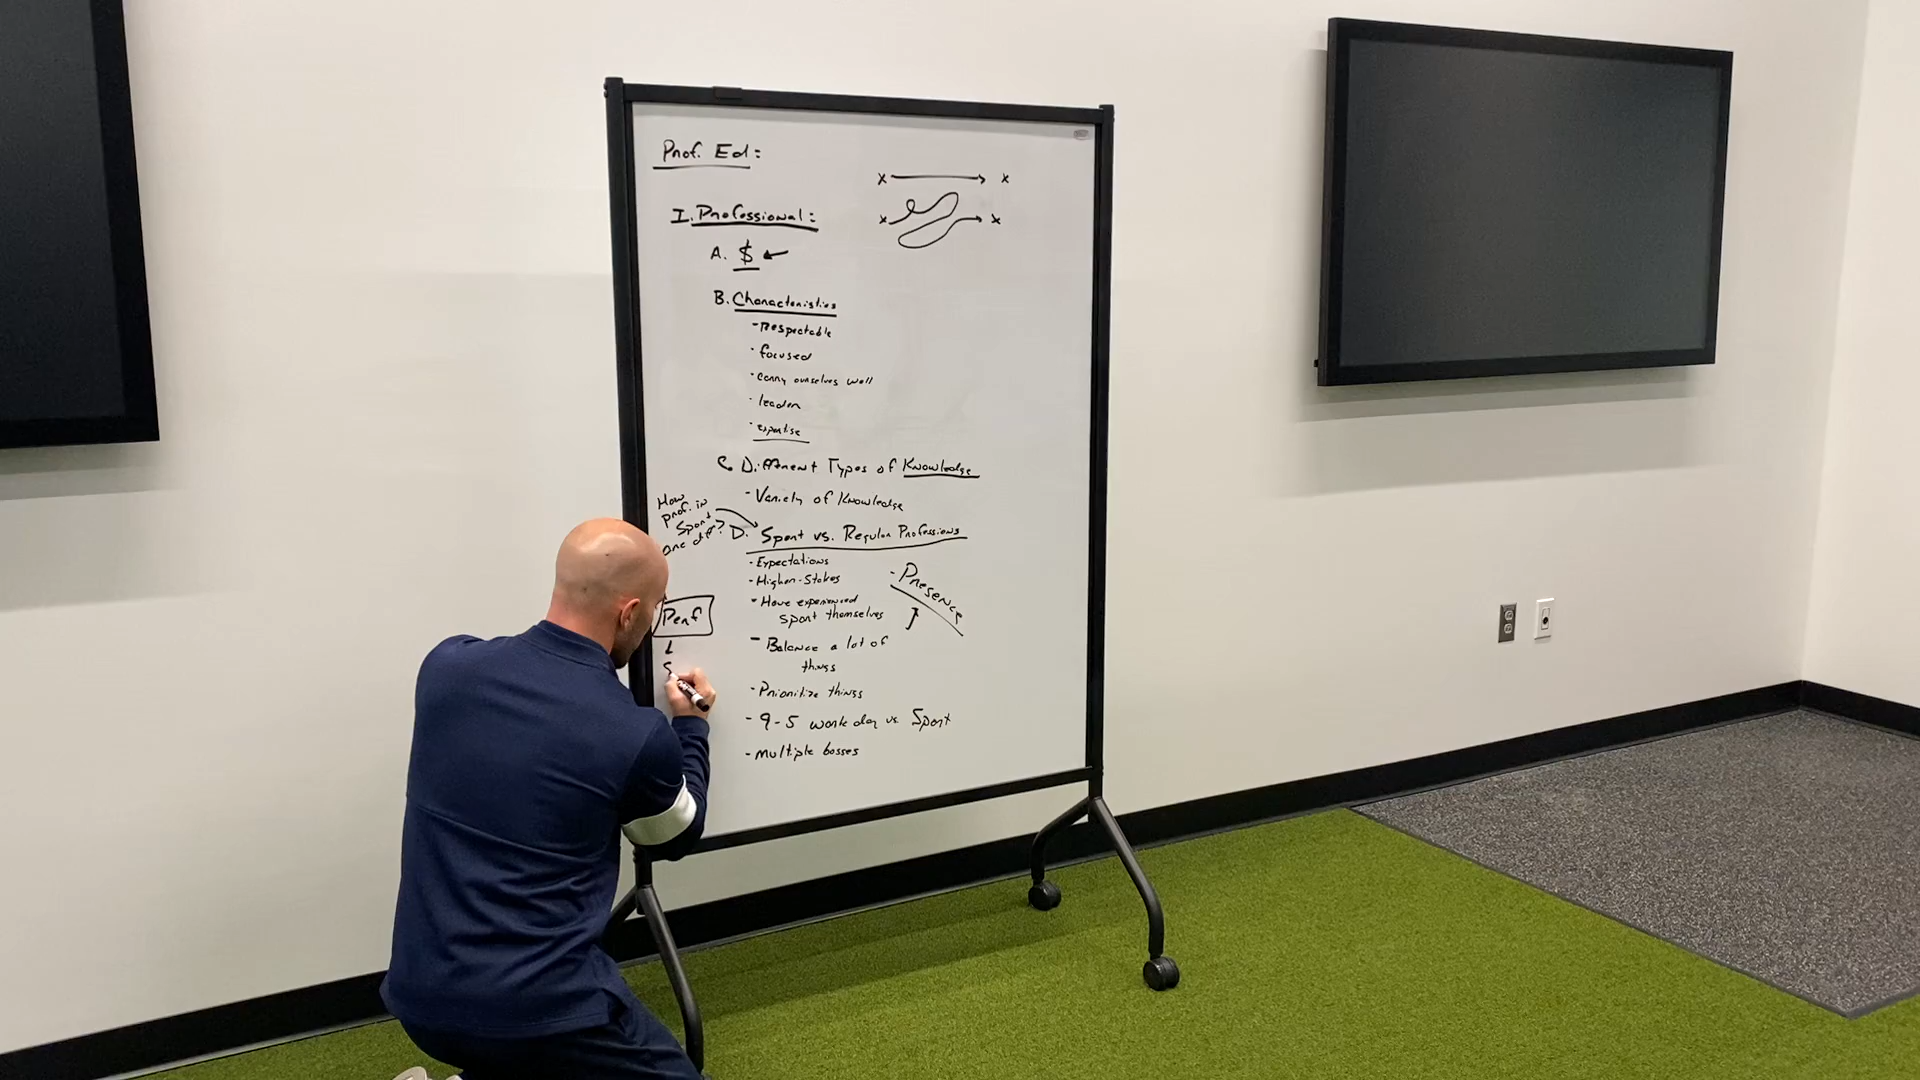 Prof. Ed:
x → x
x → x
I. Professional:
A. $ ←
B. Characteristics
- Respectable
- focused
- carry ourselves well
- leader
- expertise
C. Different Types of Knowledge
- Variety of Knowledge
How
prof. in
sport
are dif?
D. Sport vs. Regular Professions
- Expectations
- Higher-Stakes
- Have experienced
sport themselves
- Presence
Perf
L
S
- Balance a lot of
things
- Prioritize things
- 9-5 work day vs. Sport
- multiple bosses